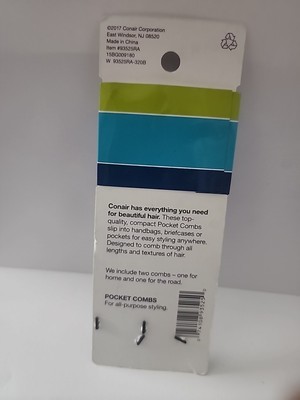 ©2017 Conair Corporation
East Windsor, NJ 08520
Made in China
Item #93525RA
15BG009180
W 93525RA-325B
Conair has everything you need
for beautiful hair. These top-
quality, compact Pocket Combs
slip into handbags, briefcases or
pockets for easy styling anywhere.
Designed to comb through all
lengths and textures of hair.
We include two combs – one for
home and one for the road.
POCKET COMBS
For all-purpose styling.